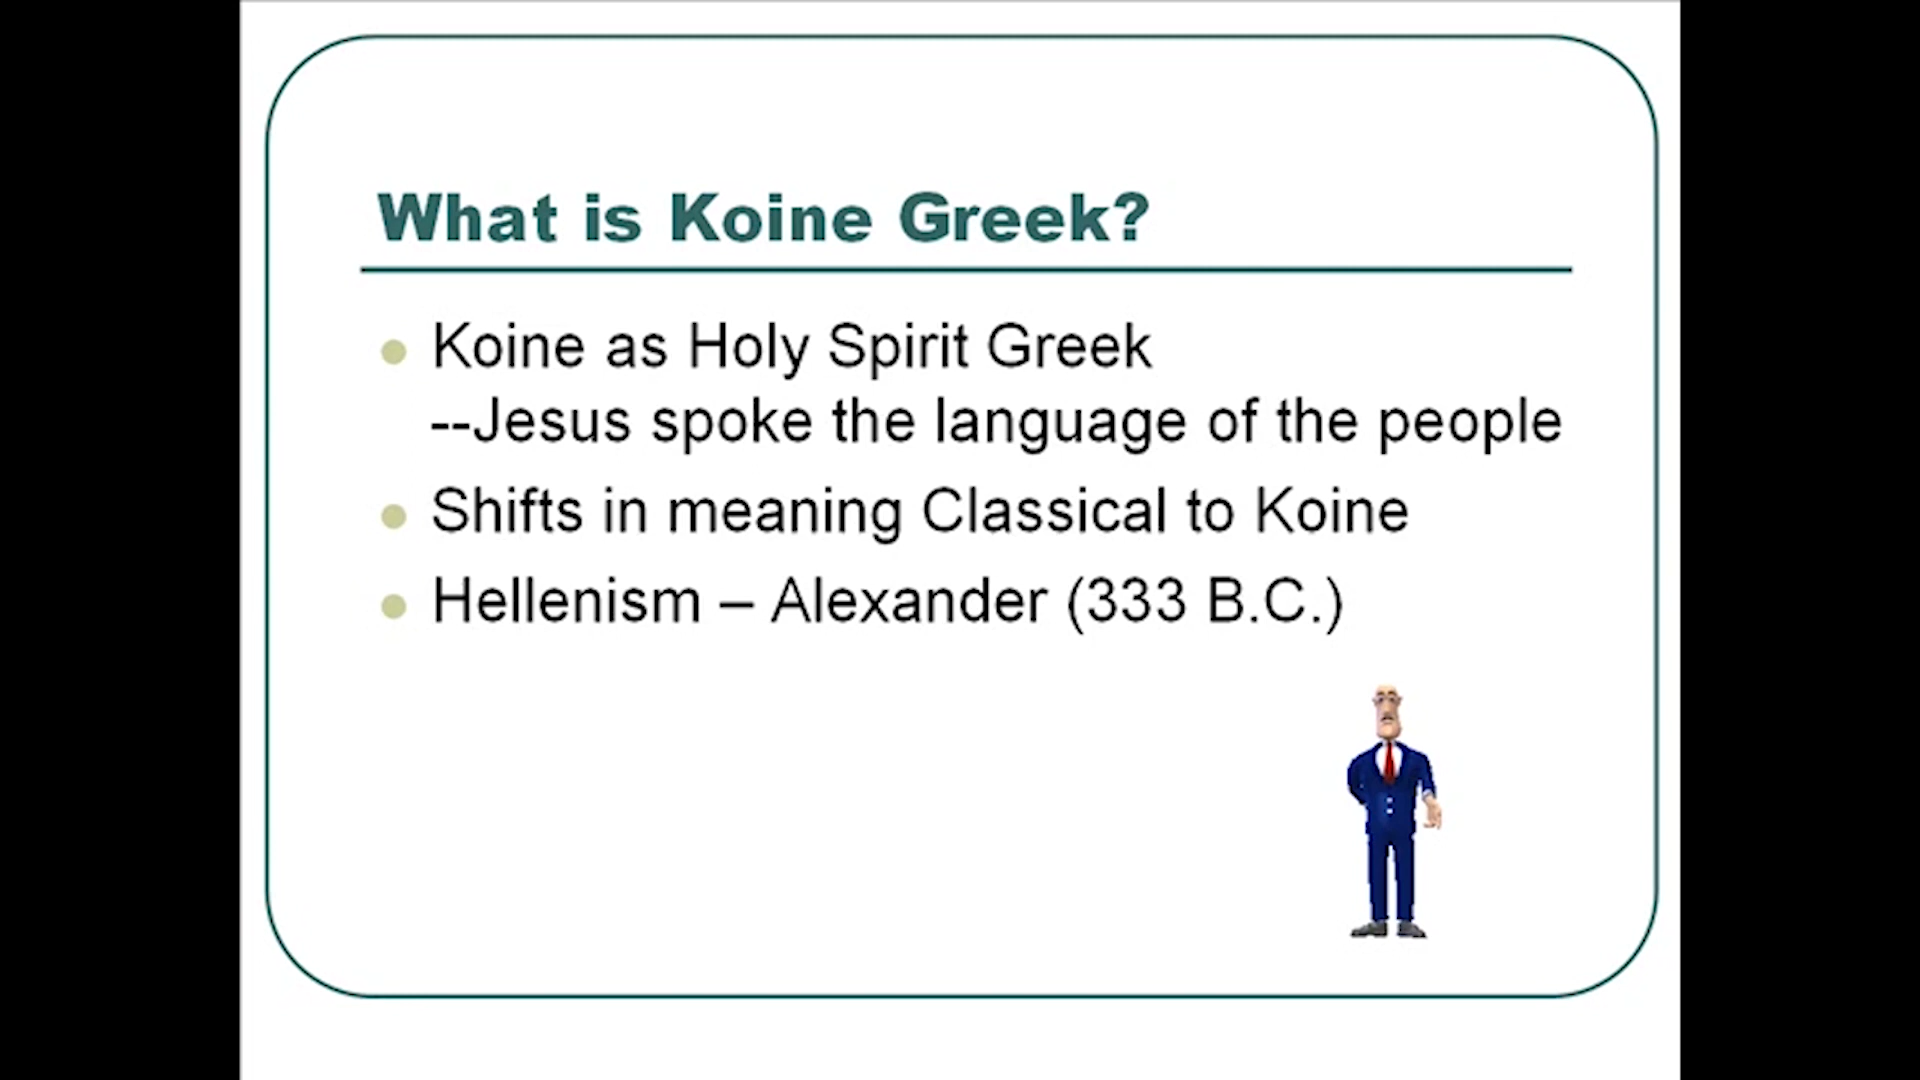 What is Koine Greek?
Koine as Holy Spirit Greek
--Jesus spoke the language of the people
Shifts in meaning Classical to Koine
Hellenism – Alexander (333 B.C.)